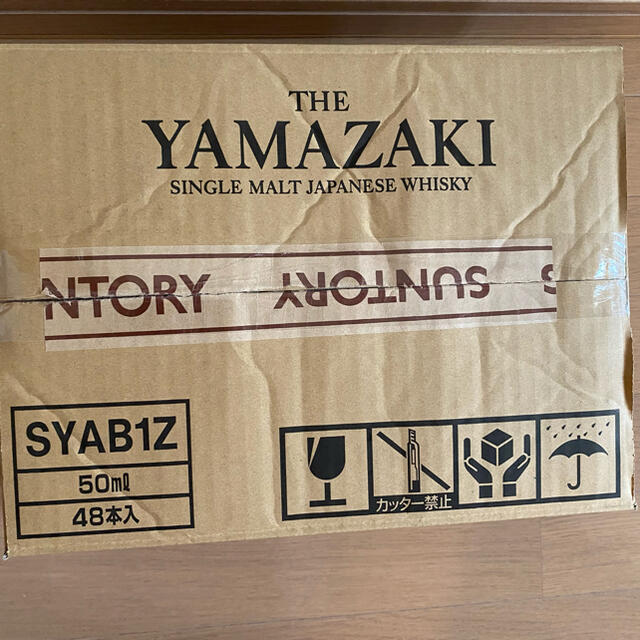 THE
YAMAZAKI
SINGLE MALT JAPANESE WHISKY
NTORY SUNTORY S
SYAB1Z
50㎖
48本入
カッター禁止